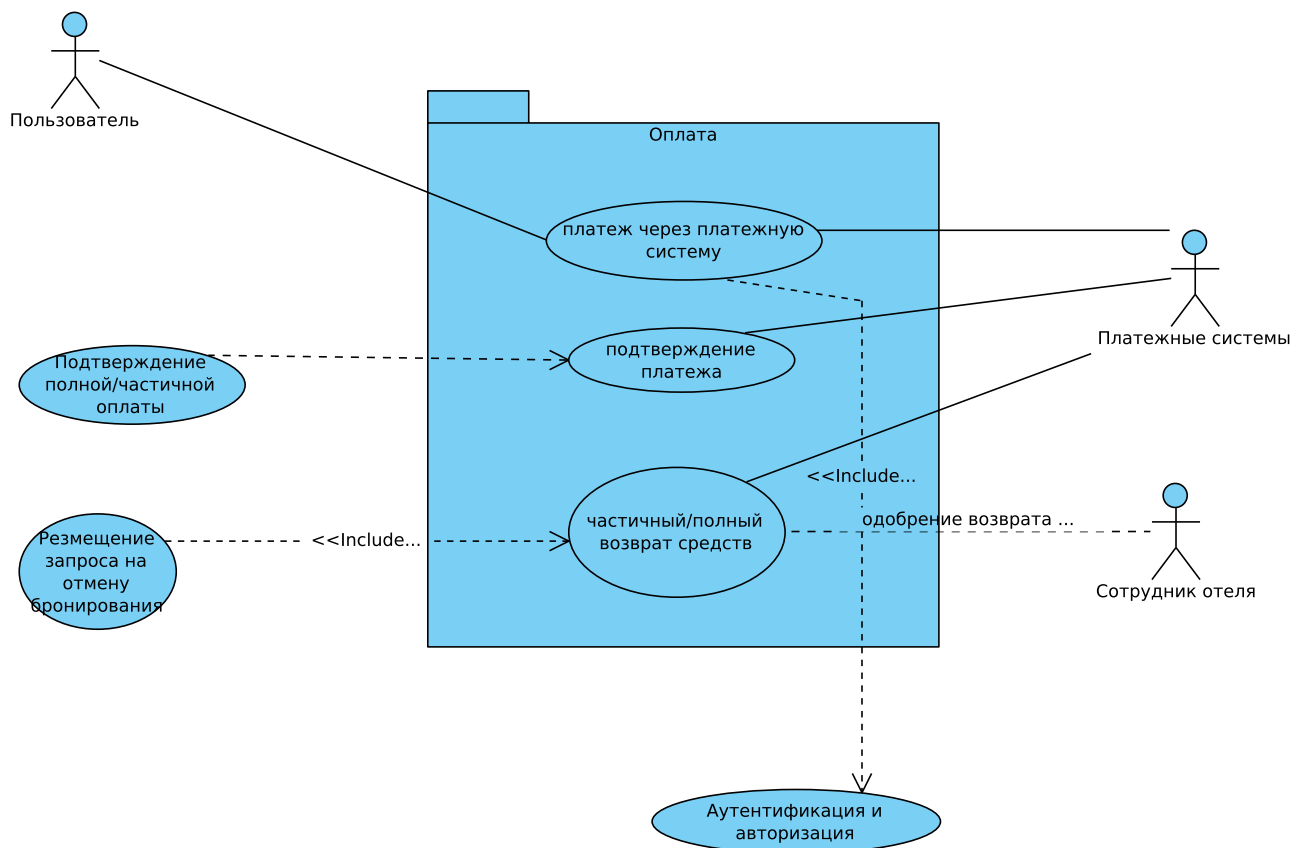 Пользователь
Оплата
платеж через платежную
систему
Платежные системы
подтверждение
платежа
Подтверждение
полной/частичной
оплаты
<<Include...
одобрение возврата ...
частичный/полный
возврат средств
<<Include...
Резмещение
запроса на
отмену
бронирования
Сотрудник отеля
Аутентификация и
авторизация